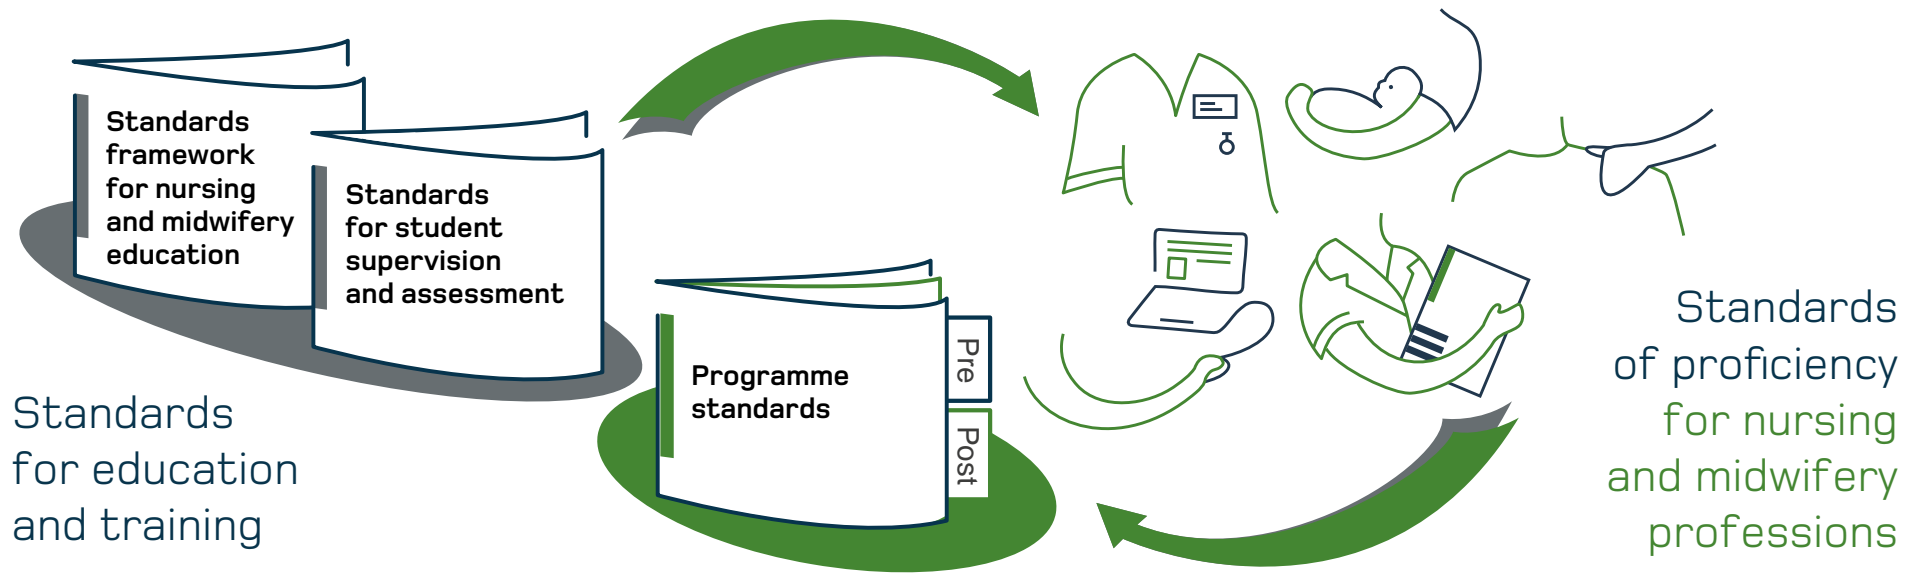 Standards
framework
for nursing
and midwifery
education
Standards
for student
supervision
and assessment
Programme
standards
Pre
Post
Standards
for education
and training
Standards
of proficiency
for nursing
and midwifery
professions